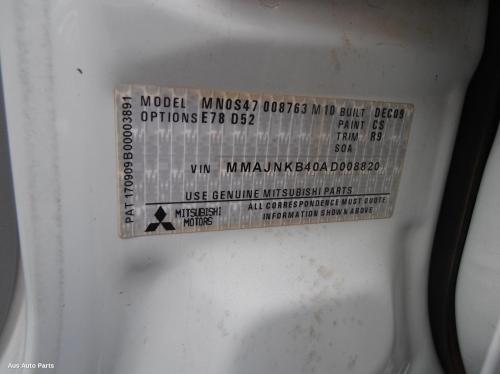 PAT 170909B00003891
MODEL MN0S47 008763 M10 BUILT DEC09
OPTIONS E78 D52 PAINT CS
TRIM R9
SOA
VIN MMAJNKB40AD008820
USE GENUINE MITSUBISHI PARTS
ALL CORRESPONDENCE MUST QUOTE
INFORMATION SHOWN ABOVE
MITSUBISHI
MOTORS
Aus Auto Parts